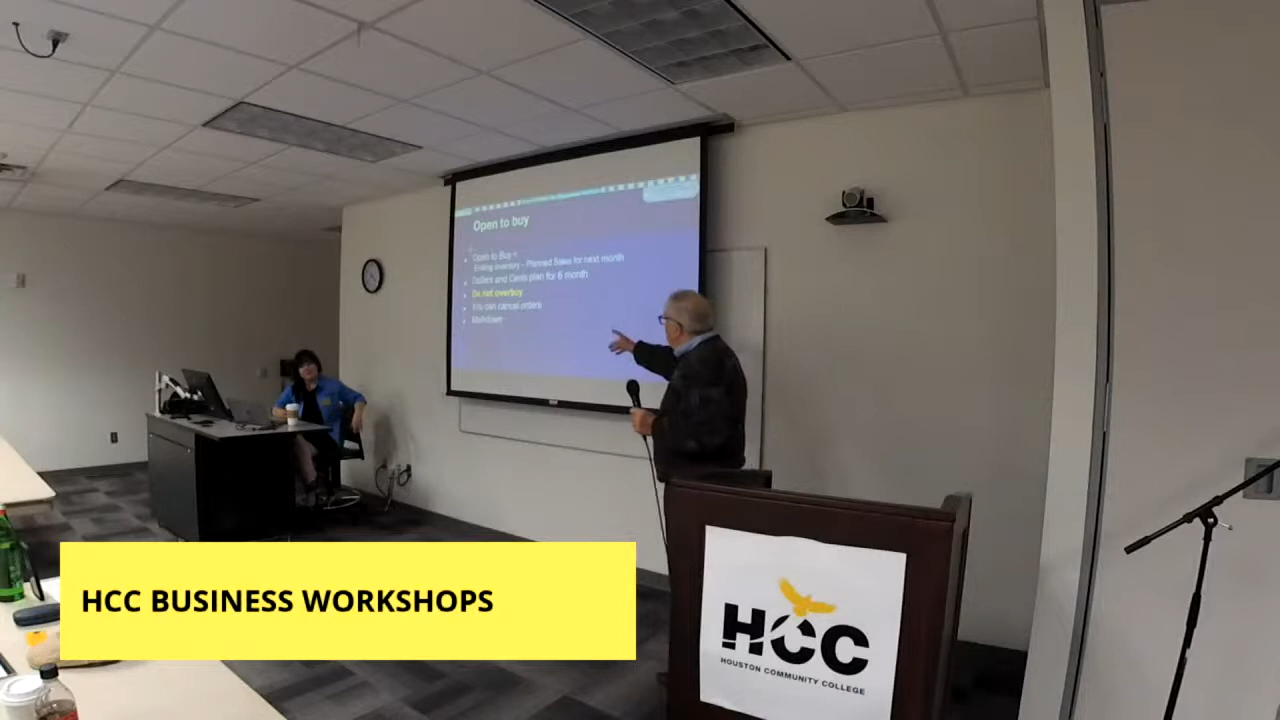 Open to buy
Open to Buy =
Ending inventory - Planned Sales for next month
Dollars and Cents plan for 6 month
Do not overbuy
You can cancel orders
Markdown
HCC BUSINESS WORKSHOPS
HCC
HOUSTON COMMUNITY COLLEGE